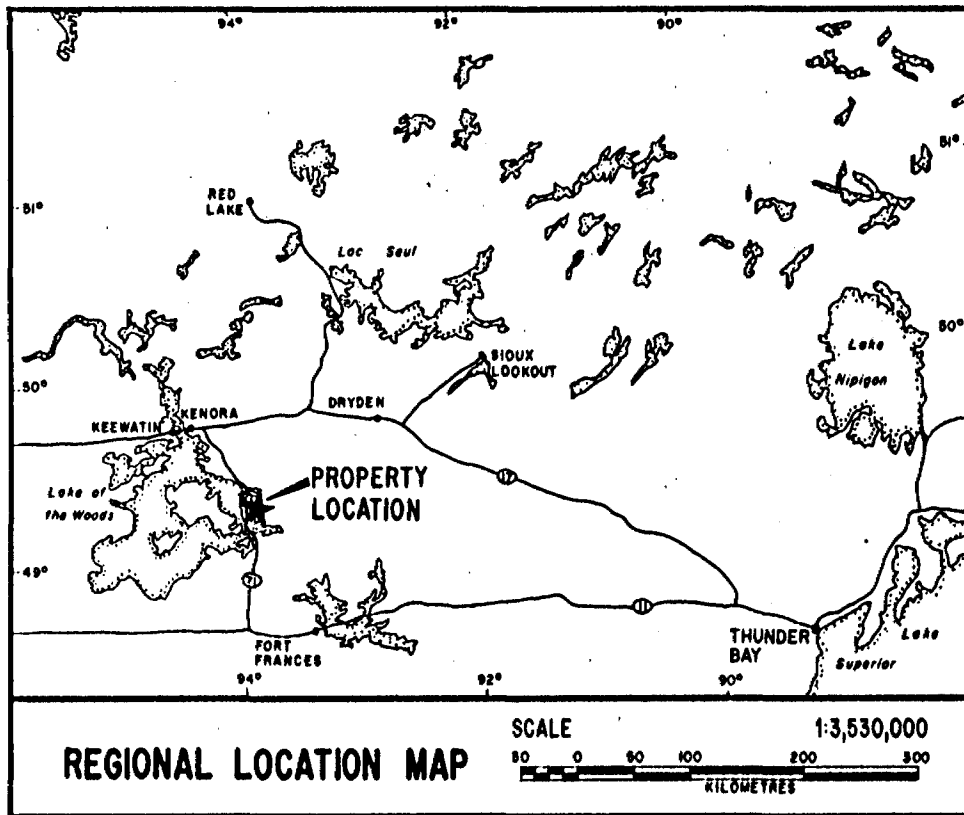 94° 92° 90°
51°
51°
RED
LAKE
Lac Seul
50°
Lake
Nipigon
SIOUX
LOOKOUT
50°
DRYDEN
KENORA
KEEWATIN
17
PROPERTY
LOCATION
Lake of
the Woods
49°
71
11
FORT
FRANCES
THUNDER
BAY
Lake
Superior
94° 92° 90°
REGIONAL LOCATION MAP
SCALE 1:3,530,000
50 0 50 100 200 300
KILOMETRES